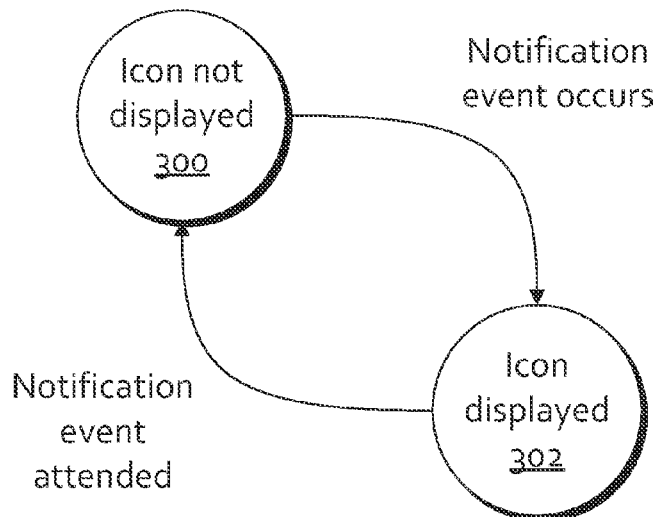 Icon not
displayed
300
Notification
event occurs
Notification
event
attended
Icon
displayed
302